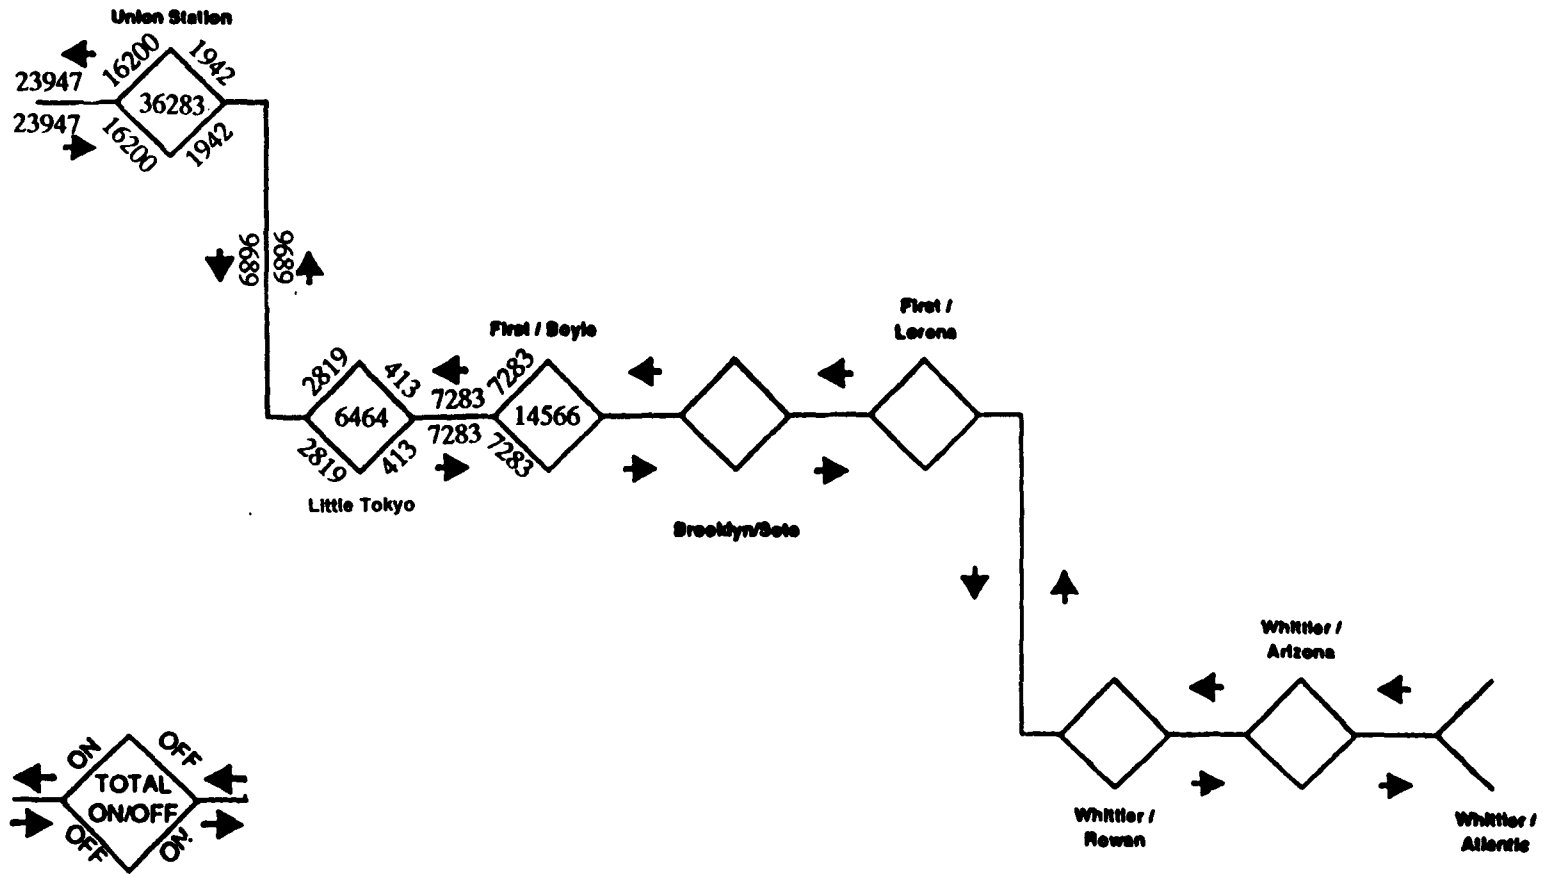 Union Station
16200
1942
23947
36283
23947
16200
1942
9689
9689
First / Boyle
First /
Lorena
2819
413
7283
7283
6464
14566
7283
2819
413
7283
Little Tokyo
Brooklyn/Soto
Whittier /
Arizona
Whittier /
Rowan
Whittier /
Atlantic
ON
OFF
TOTAL
ON/OFF
OFF
ON